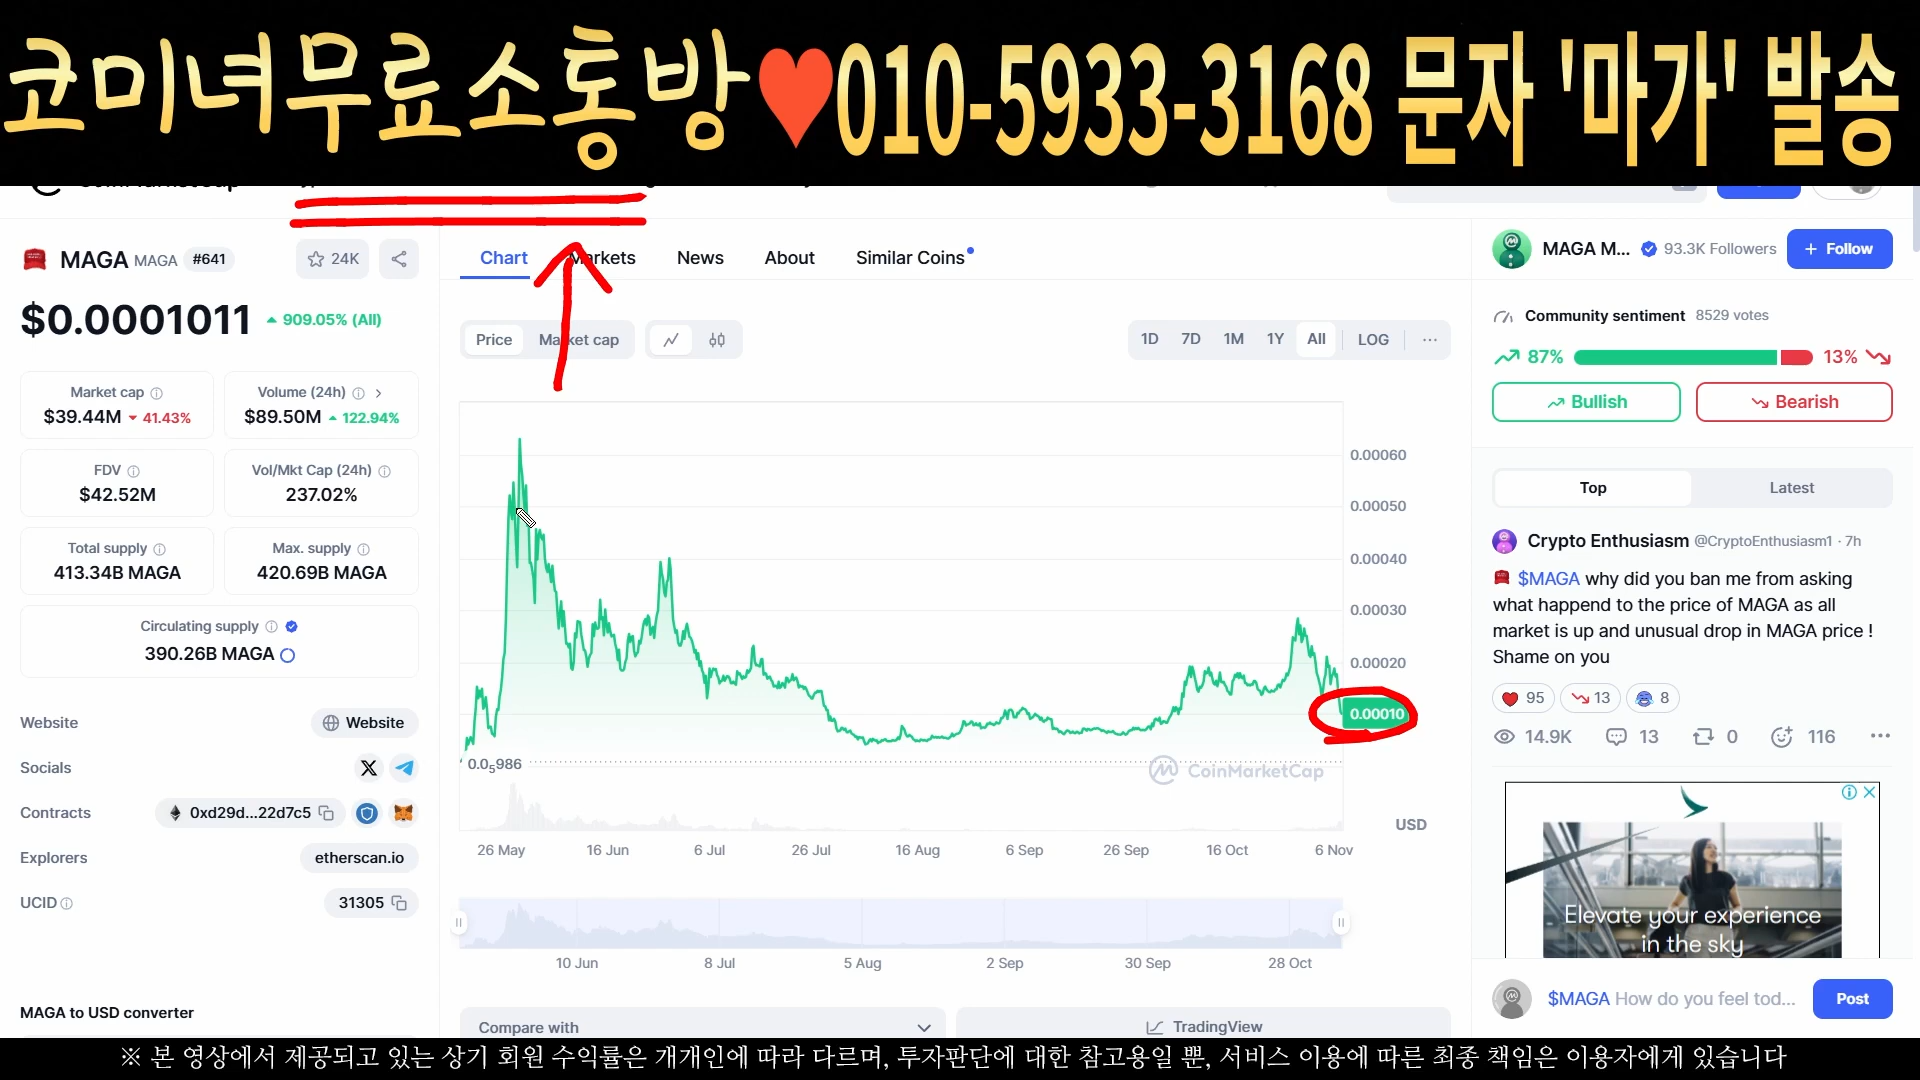 코미녀무료소통방♥010-5933-3168 문자 '마가' 발송
MAGA MAGA #641
24K
$0.0001011
909.05% (All)
Market cap
$39.44M 41.43%
Volume (24h)
$89.50M 122.94%
FDV
$42.52M
Vol/Mkt Cap (24h)
237.02%
Total supply
413.34B MAGA
Max. supply
420.69B MAGA
Circulating supply
390.26B MAGA
Website
Website
Socials
Contracts
0xd29d...22d7c5
Explorers
etherscan.io
UCID
31305
MAGA to USD converter
Chart Markets News About Similar Coins
Price Market cap
1D 7D 1M 1Y All LOG
0.00060
0.00050
0.00040
0.00030
0.00020
0.00010
0.0₅986
CoinMarketCap
USD
26 May 16 Jun 6 Jul 26 Jul 16 Aug 6 Sep 26 Sep 16 Oct 6 Nov
10 Jun 8 Jul 5 Aug 2 Sep 30 Sep 28 Oct
Compare with
TradingView
MAGA M... 93.3K Followers
+ Follow
Community sentiment 8529 votes
87% 13%
Bullish
Bearish
Top Latest
Crypto Enthusiasm @CryptoEnthusiasm1 · 7h
$MAGA why did you ban me from asking
what happend to the price of MAGA as all
market is up and unusual drop in MAGA price !
Shame on you
95 13 8
14.9K 13 0 116
Elevate your experience
in the sky
$MAGA How do you feel tod...
Post
※ 본 영상에서 제공되고 있는 상기 회원 수익률은 개개인에 따라 다르며, 투자판단에 대한 참고용일 뿐, 서비스 이용에 따른 최종 책임은 이용자에게 있습니다